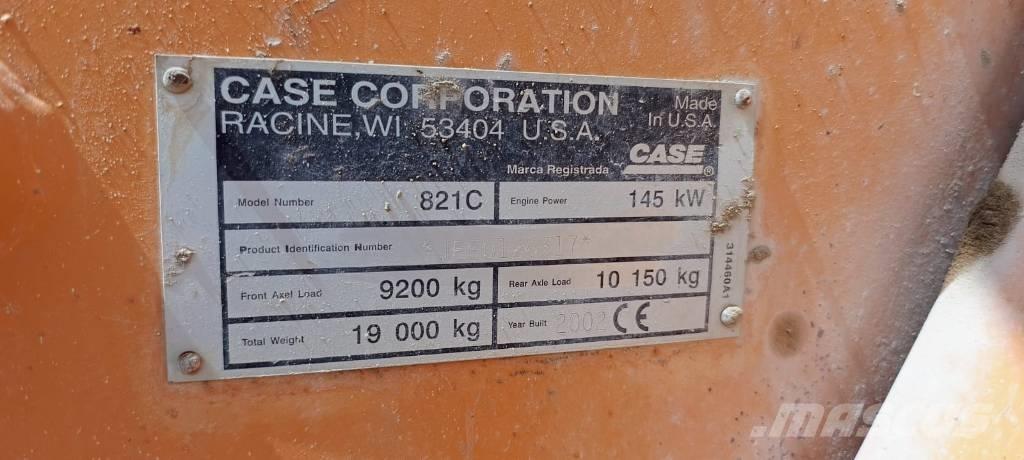 CASE CORPORATION
RACINE, WI 53404 U.S.A.
Made
In U.S.A.
CASE ®
Marca Registrada
Model Number 821C
Engine Power 145 kW
Product Identification Number
Front Axel Load 9200 kg
Rear Axle Load 10 150 kg
Total Weight 19 000 kg
Year Built 2002 CE
314460A1
MASCUS